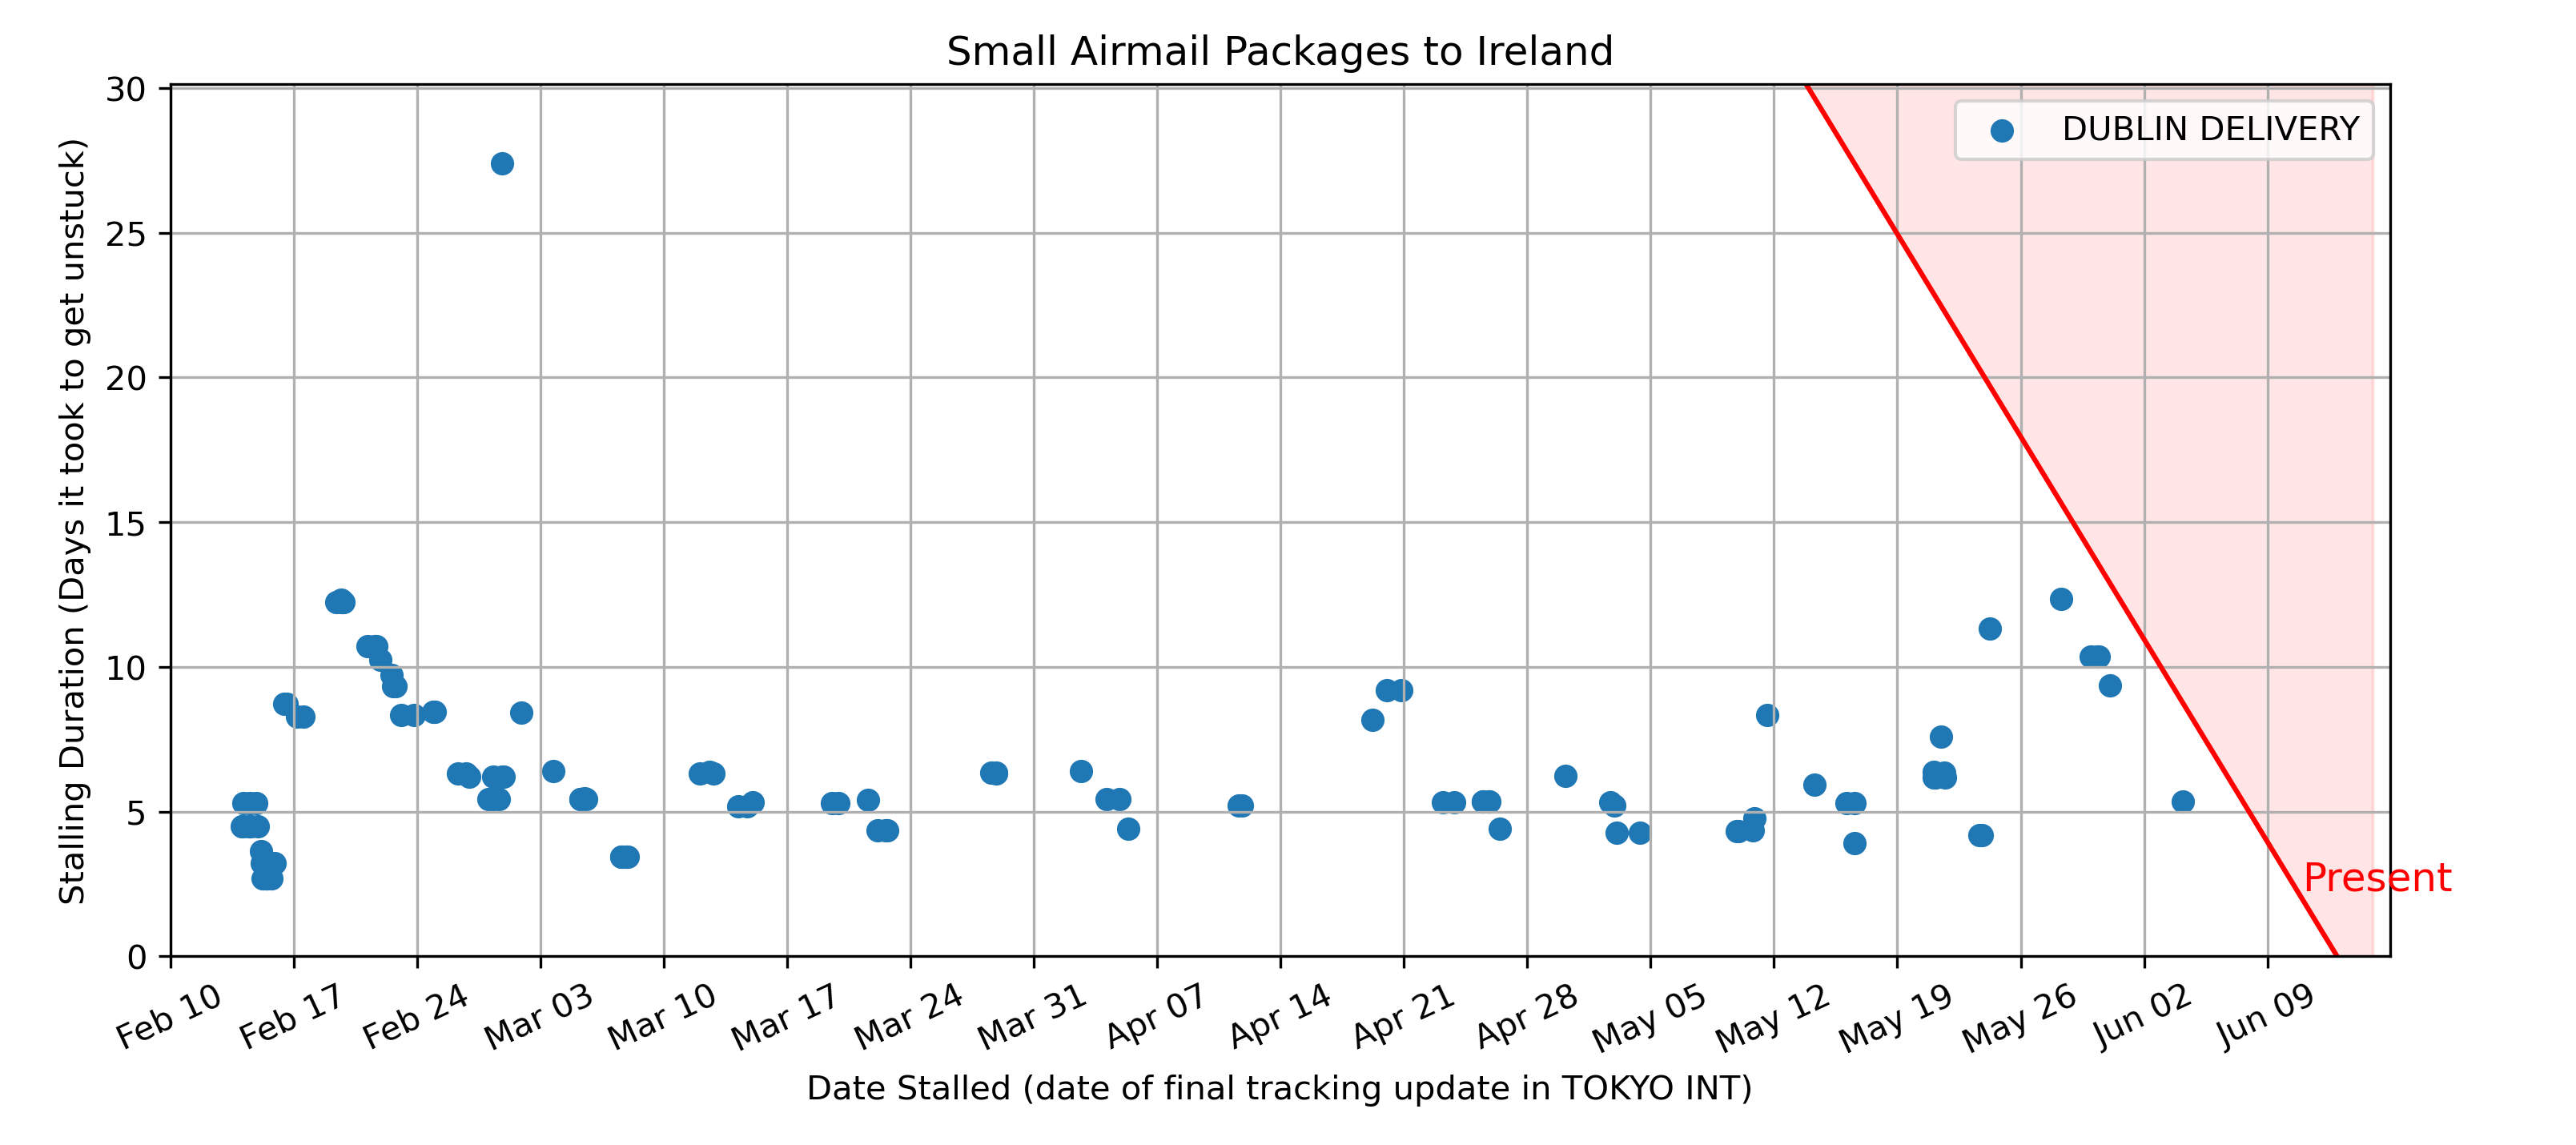 Small Airmail Packages to Ireland
Stalling Duration (Days it took to get unstuck)
30
25
20
15
10
5
0
DUBLIN DELIVERY
Present
Feb 10
Feb 17
Feb 24
Mar 03
Mar 10
Mar 17
Mar 24
Mar 31
Apr 07
Apr 14
Apr 21
Apr 28
May 05
May 12
May 19
May 26
Jun 02
Jun 09
Date Stalled (date of final tracking update in TOKYO INT)